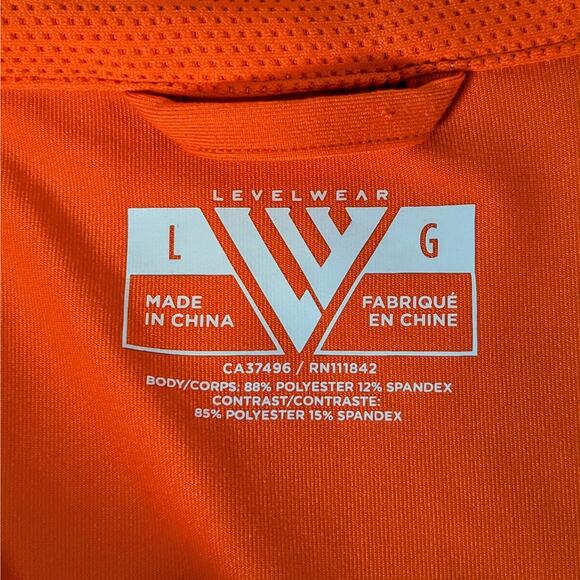 LEVELWEAR
L
G
MADE
IN CHINA
FABRIQUÉ
EN CHINE
CA37496 / RN111842
BODY/CORPS: 88% POLYESTER 12% SPANDEX
CONTRAST/CONTRASTE:
85% POLYESTER 15% SPANDEX